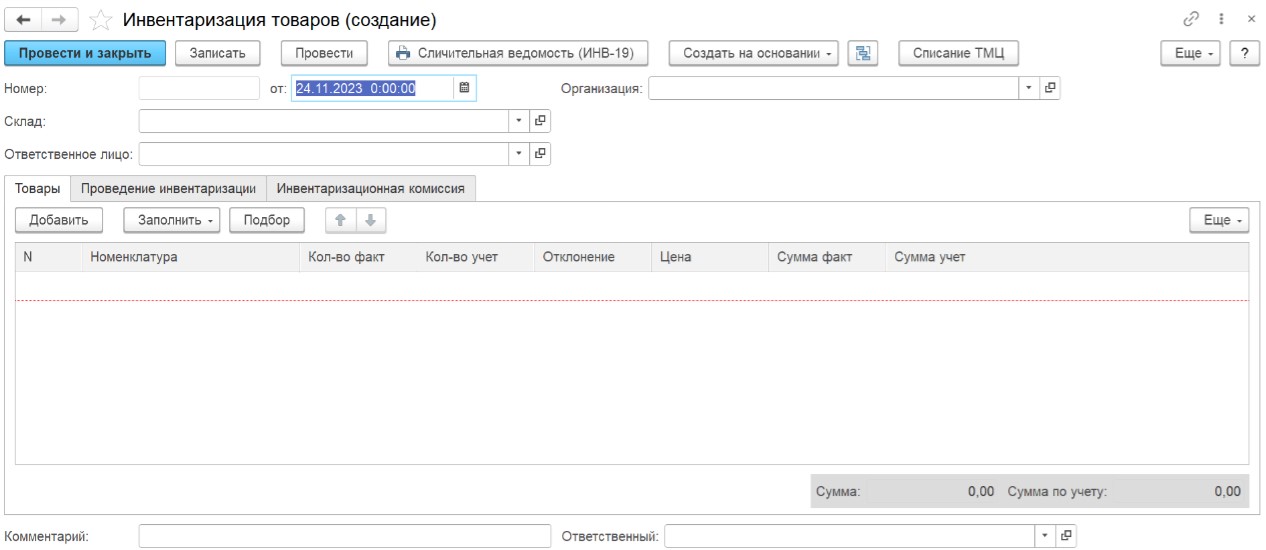 Инвентаризация товаров (создание)
Провести и закрыть Записать Провести Сличительная ведомость (ИНВ-19) Создать на основании Списание ТМЦ Еще ?
Номер: от: 24.11.2023 0:00:00 Организация:
Склад:
Ответственное лицо:
Товары Проведение инвентаризации Инвентаризационная комиссия
Добавить Заполнить Подбор Еще
N Номенклатура Кол-во факт Кол-во учет Отклонение Цена Сумма факт Сумма учет
Сумма: 0,00 Сумма по учету: 0,00
Комментарий: Ответственный: